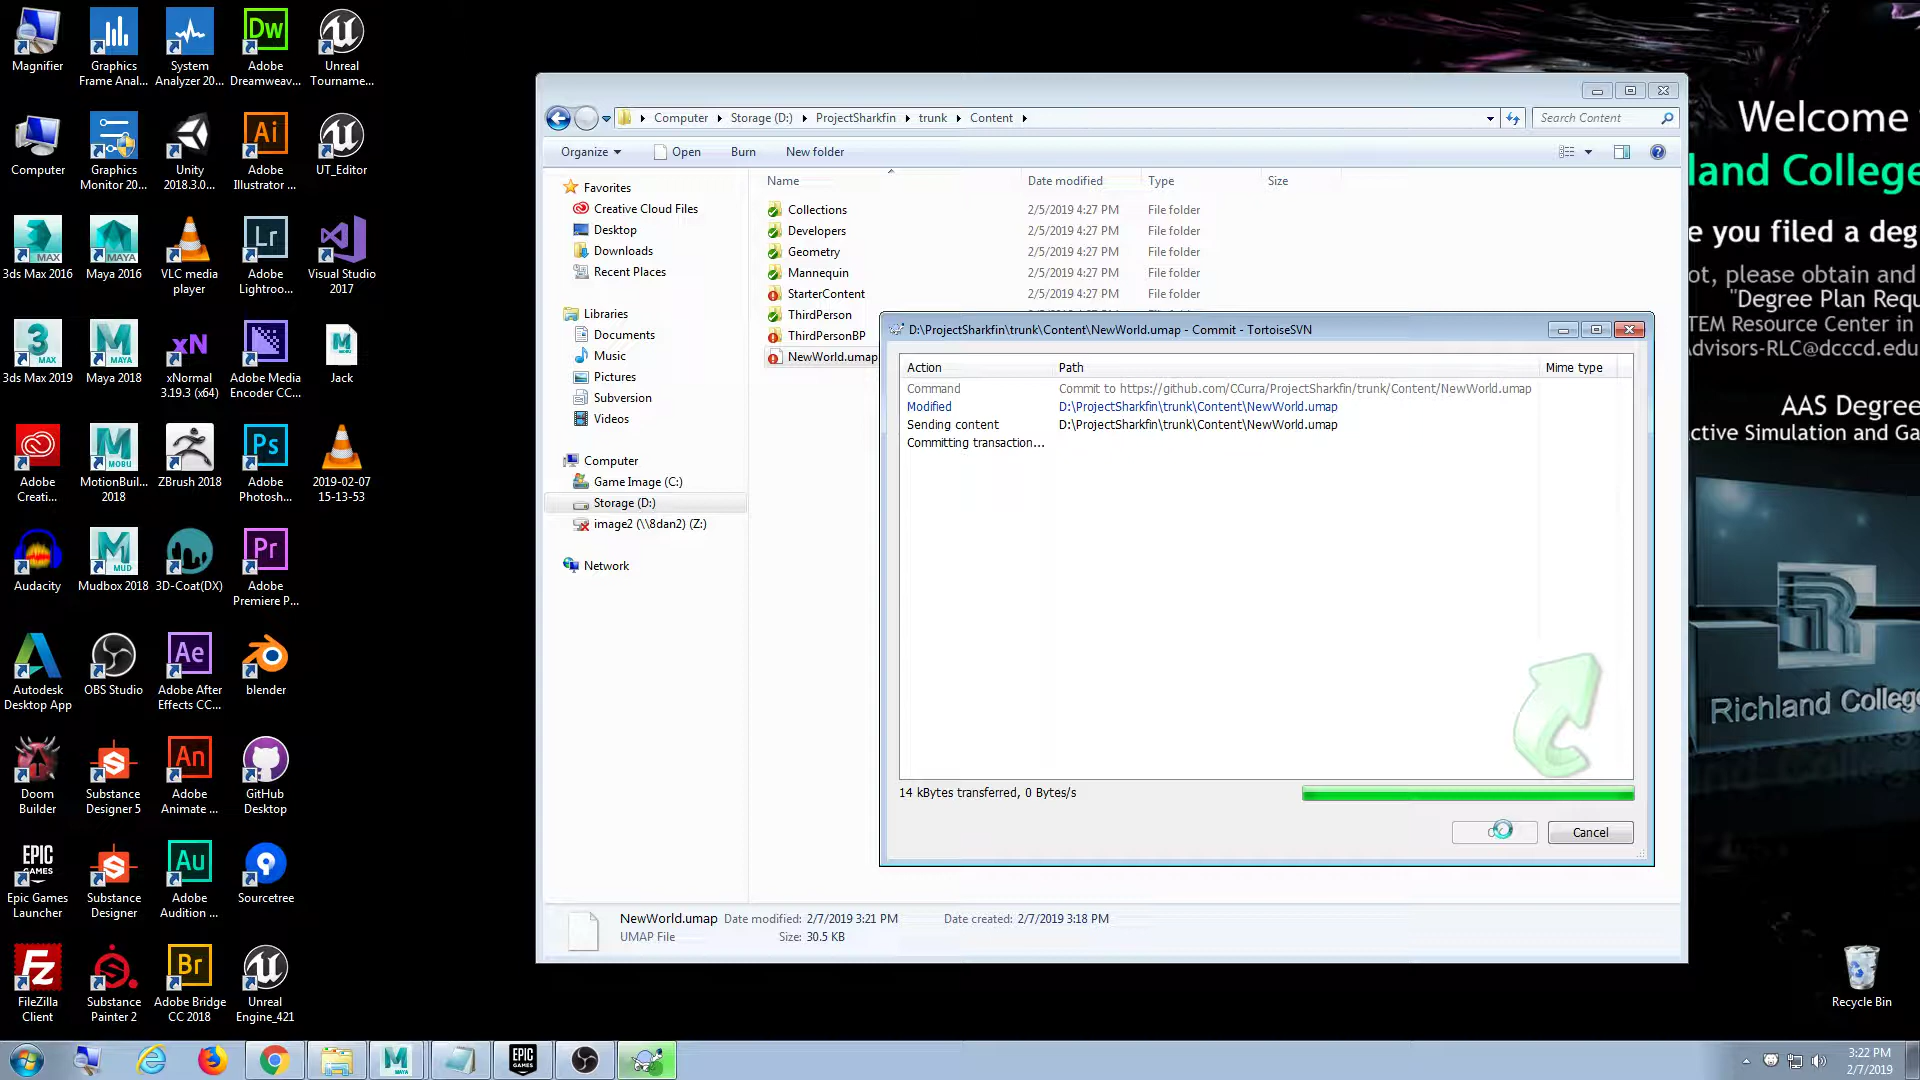 Magnifier
Graphics
Frame Anal...
System
Analyzer 20...
Adobe
Dreamweav...
Unreal
Tourname...
Computer
Graphics
Monitor 20...
Unity
2018.3.0...
Adobe
Illustrator ...
UT_Editor
3ds Max 2016
Maya 2016
VLC media
player
Adobe
Lightroo...
Visual Studio
2017
3ds Max 2019
Maya 2018
xNormal
3.19.3 (x64)
Adobe Media
Encoder CC...
Jack
Adobe
Creati...
MotionBuil...
2018
ZBrush 2018
Adobe
Photosh...
2019-02-07
15-13-53
Audacity
Mudbox 2018
3D-Coat(DX)
Adobe
Premiere P...
Autodesk
Desktop App
OBS Studio
Adobe After
Effects CC...
blender
Doom
Builder
Substance
Designer 5
Adobe
Animate ...
GitHub
Desktop
Epic Games
Launcher
Substance
Designer
Adobe
Audition ...
Sourcetree
FileZilla
Client
Substance
Painter 2
Adobe Bridge
CC 2018
Unreal
Engine_421
Computer
Storage (D:)
ProjectSharkfin
trunk
Content
Search Content
Organize
Open
Burn
New folder
Favorites
Creative Cloud Files
Desktop
Downloads
Recent Places
Libraries
Documents
Music
Pictures
Subversion
Videos
Computer
Game Image (C:)
Storage (D:)
image2 (\\8dan2) (Z:)
Network
Name
Date modified
Type
Size
Collections 2/5/2019 4:27 PM File folder
Developers 2/5/2019 4:27 PM File folder
Geometry 2/5/2019 4:27 PM File folder
Mannequin 2/5/2019 4:27 PM File folder
StarterContent 2/5/2019 4:27 PM File folder
ThirdPerson
ThirdPersonBP
NewWorld.umap
D:\ProjectSharkfin\trunk\Content\NewWorld.umap - Commit - TortoiseSVN
Action Path Mime type
Command Commit to https://github.com/CCurra/ProjectSharkfin/trunk/Content/NewWorld.umap
Modified D:\ProjectSharkfin\trunk\Content\NewWorld.umap
Sending content D:\ProjectSharkfin\trunk\Content\NewWorld.umap
Committing transaction...
14 kBytes transferred, 0 Bytes/s
Cancel
NewWorld.umap Date modified: 2/7/2019 3:21 PM Date created: 2/7/2019 3:18 PM
UMAP File Size: 30.5 KB
Welcome
land College
e you filed a deg
ot, please obtain and
"Degree Plan Requ
TEM Resource Center in
dvisors-RLC@dcccd.edu
AAS Degree
ctive Simulation and Ga
Richland College
Recycle Bin
3:22 PM
2/7/2019